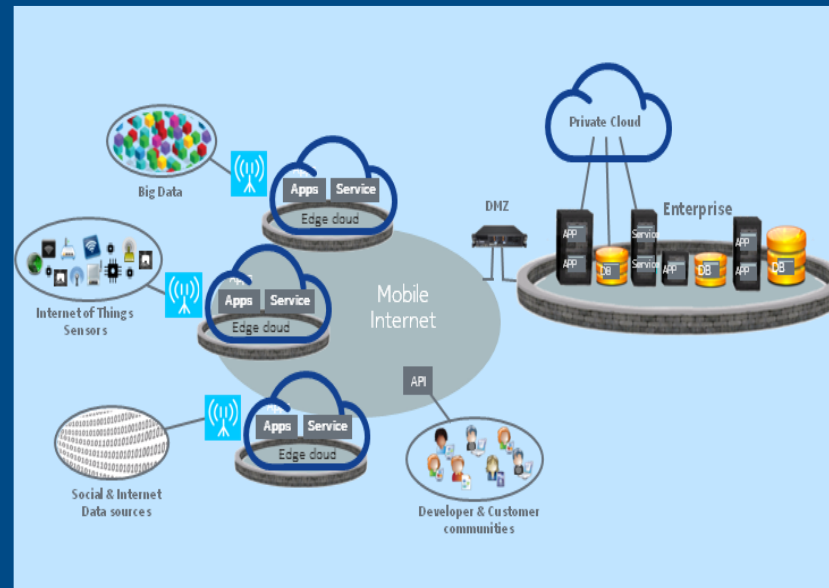 Private Cloud
Big Data
Apps Service
Edge cloud
DMZ
Enterprise
APP
APP
DB
Service
Service
APP
DB
APP
APP
DB
Internet of Things
Sensors
Apps Service
Edge cloud
Mobile
Internet
API
Apps Service
Edge cloud
Social & Internet
Data sources
Developer & Customer
communities